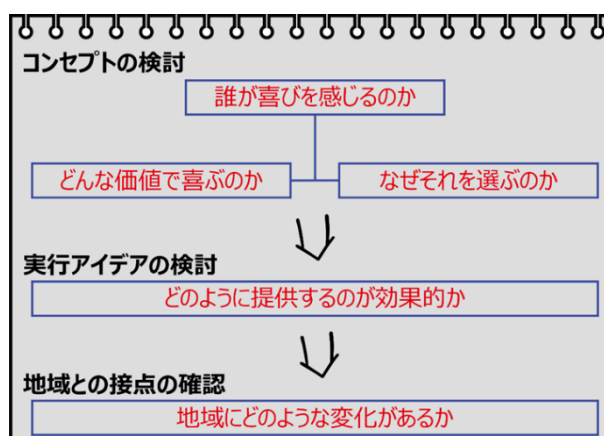 コンセプトの検討
誰が喜びを感じるのか
どんな価値で喜ぶのか
なぜそれを選ぶのか
実行アイデアの検討
どのように提供するのが効果的か
地域との接点の確認
地域にどのような変化があるか